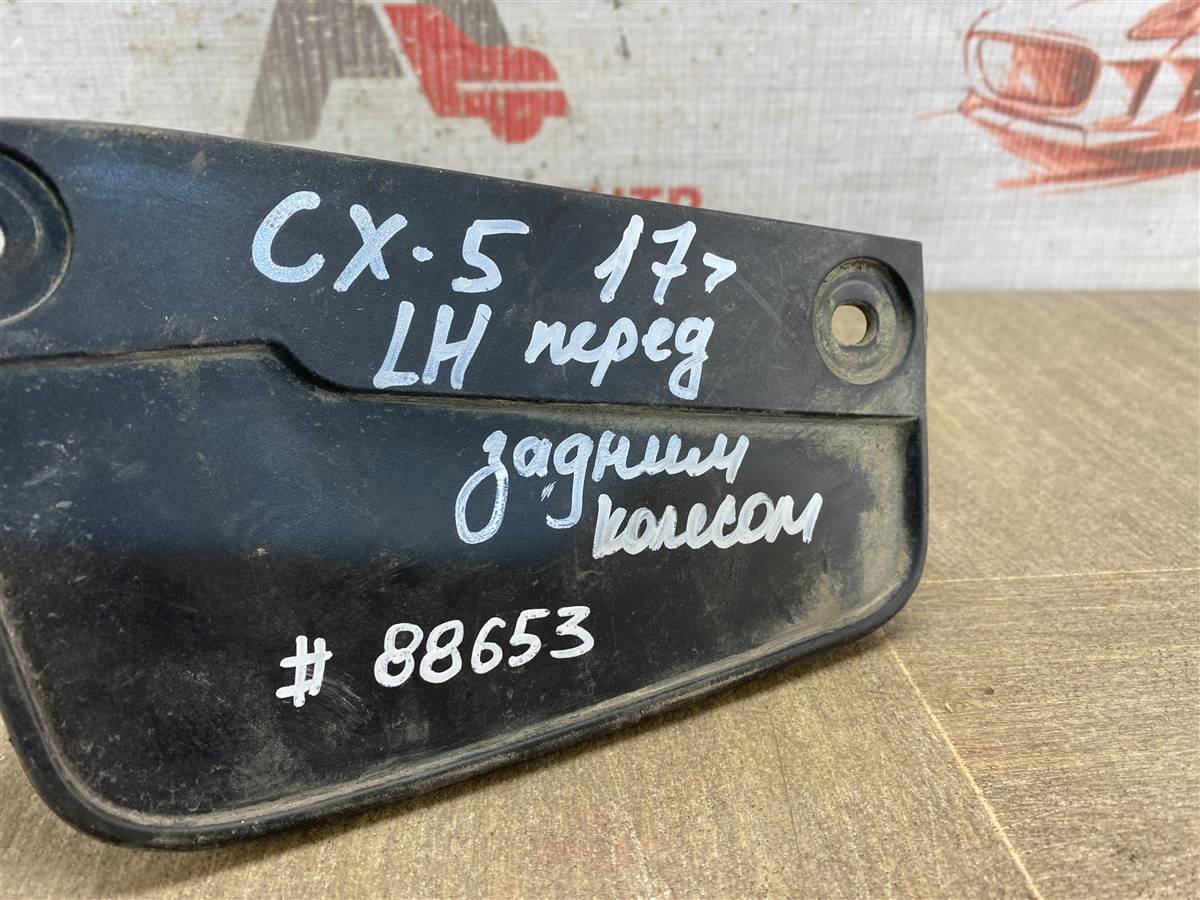 CX-5 17>
LH перед
задним
колесом
# 88653